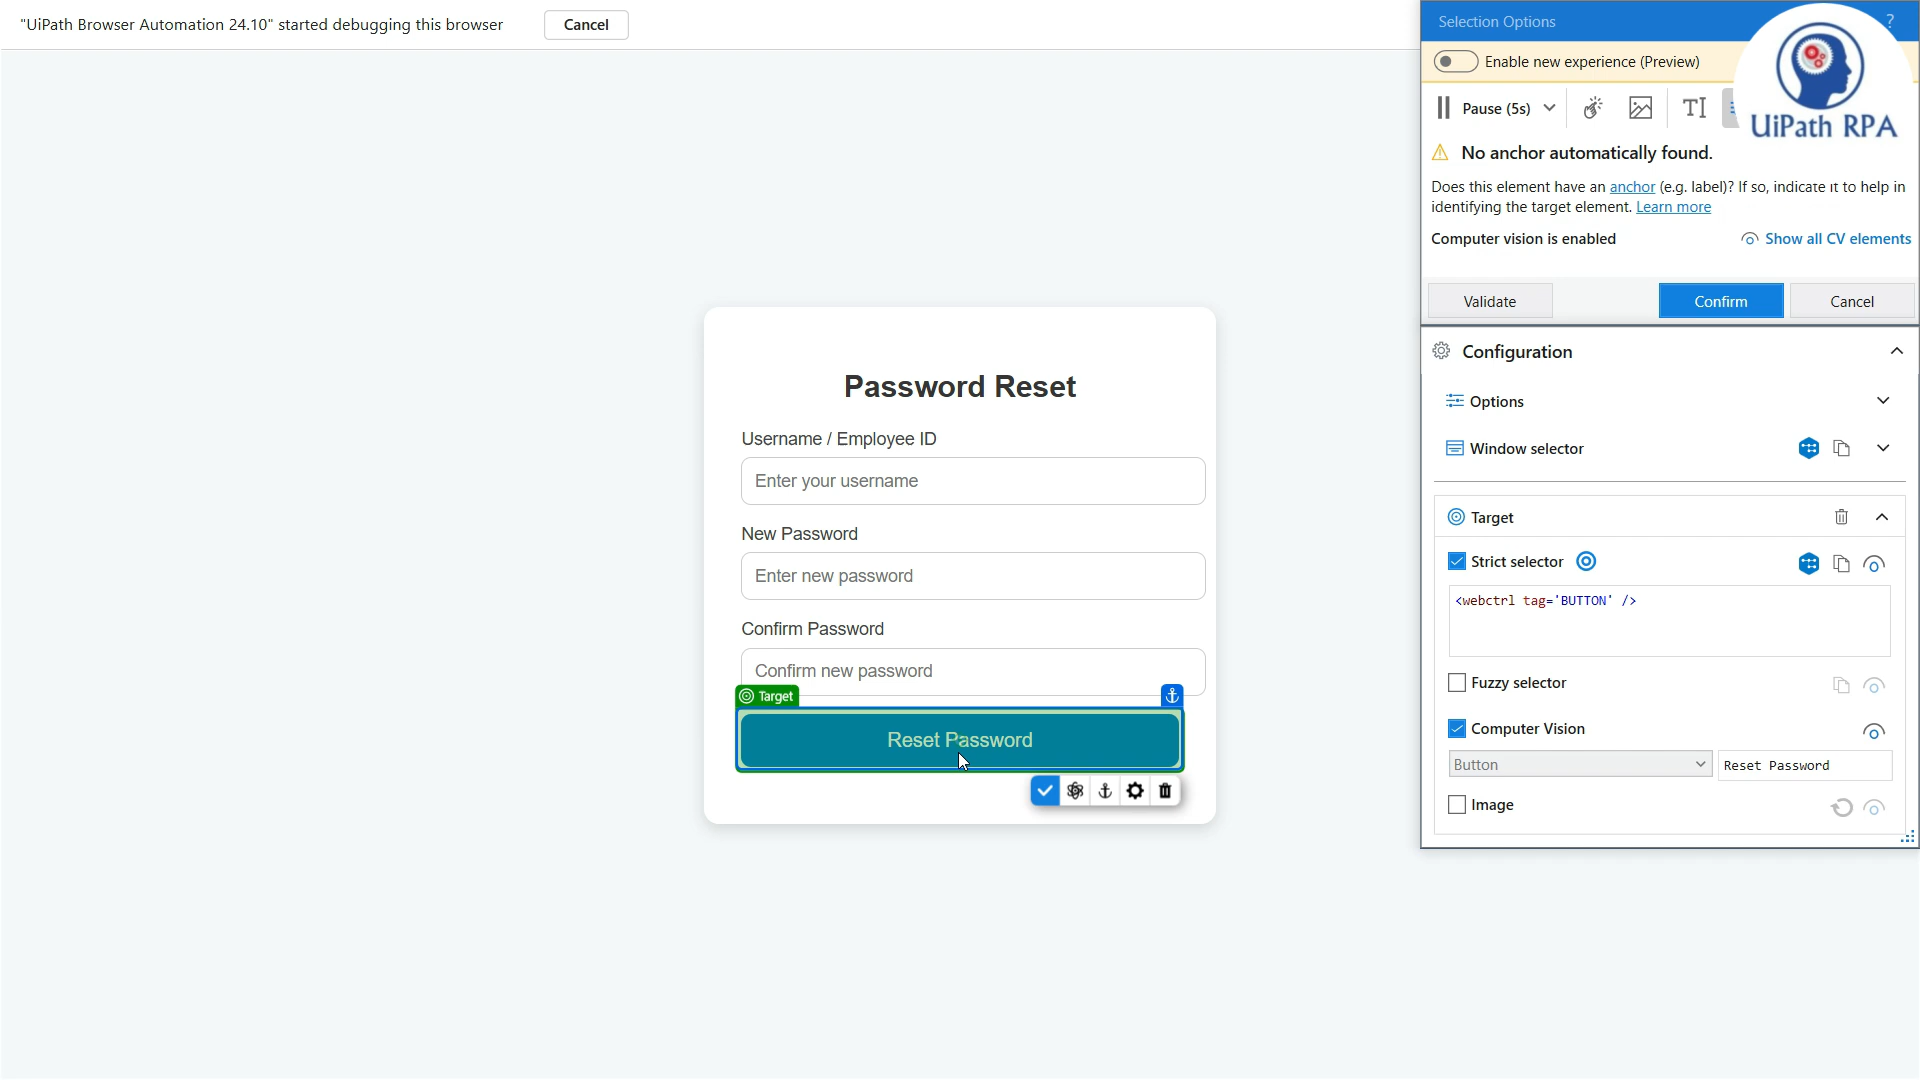 "UiPath Browser Automation 24.10" started debugging this browser
Cancel
Selection Options
?
Enable new experience (Preview)
Pause (5s)
UiPath RPA
No anchor automatically found.
Does this element have an anchor (e.g. label)? If so, indicate it to help in
identifying the target element. Learn more
Computer vision is enabled
Show all CV elements
Validate
Confirm
Cancel
Configuration
Options
Window selector
Target
Strict selector
<webctrl tag='BUTTON' />
Fuzzy selector
Computer Vision
Button
Reset Password
Image
Password Reset
Username / Employee ID
Enter your username
New Password
Enter new password
Confirm Password
Confirm new password
Target
Reset Password